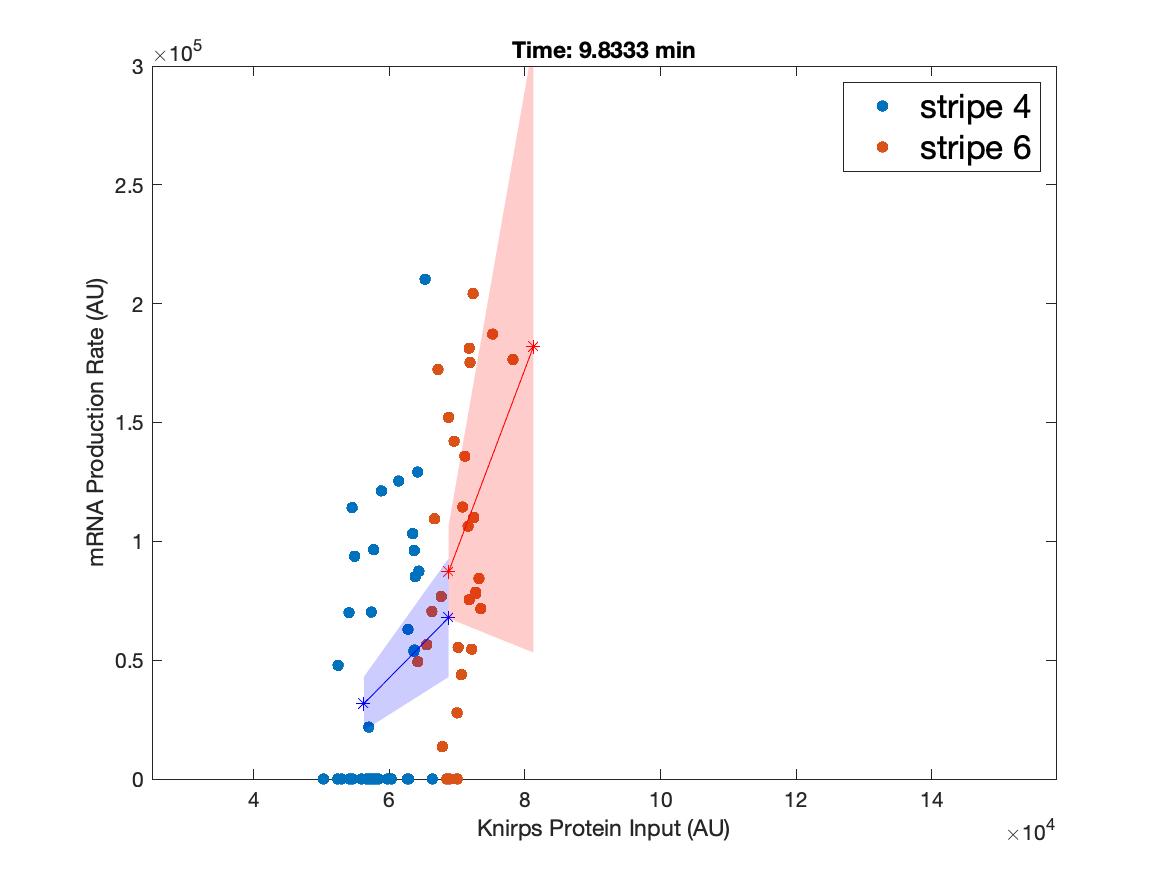 Time: 9.8333 min
×10^5
3
2.5
2
1.5
1
0.5
0
mRNA Production Rate (AU)
stripe 4
stripe 6
4 6 8 10 12 14
Knirps Protein Input (AU)
×10^4